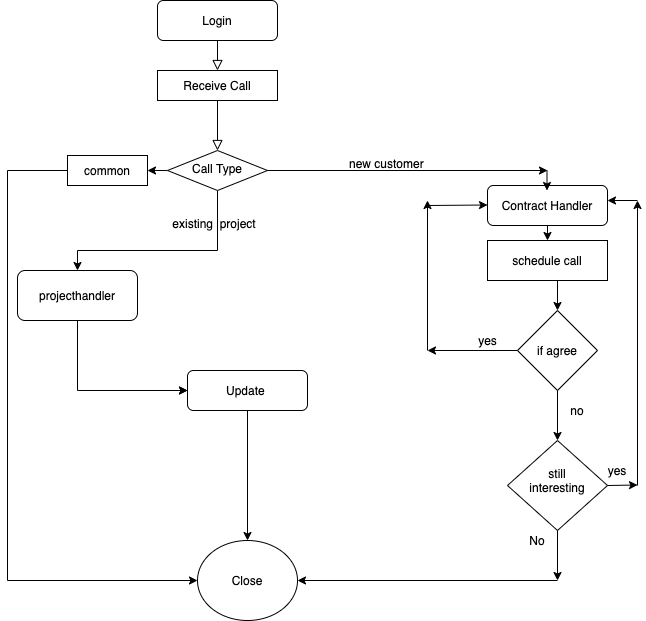 Login
Receive Call
Call Type
common
new customer
Contract Handler
existing project
schedule call
projecthandler
yes
if agree
Update
no
still
interesting
yes
No
Close